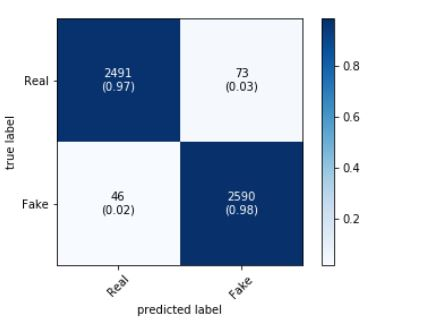 true label
Real
2491
(0.97)
73
(0.03)
Fake
46
(0.02)
2590
(0.98)
Real
Fake
predicted label
0.8
0.6
0.4
0.2